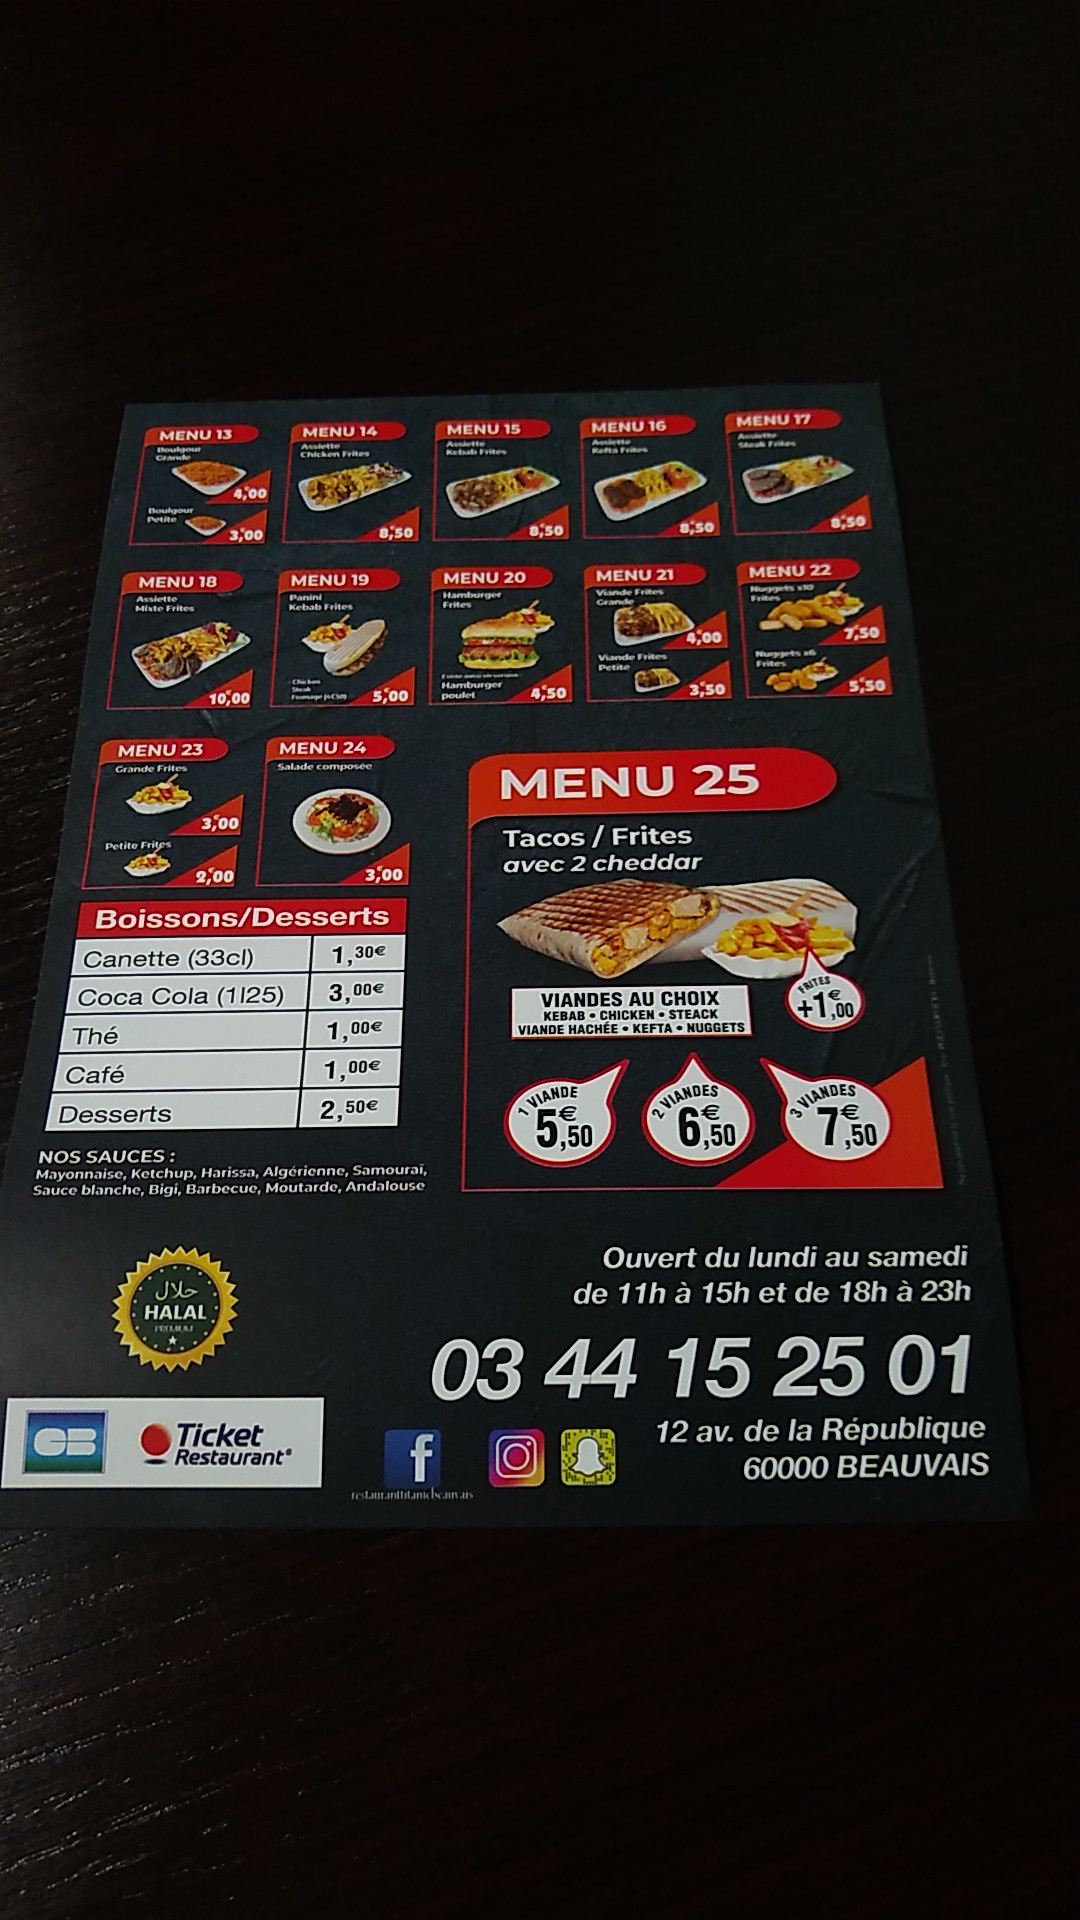 MENU 13
Boulgour
Grande
4,00
Boulgour
Petite
3,00
MENU 14
Assiette
Chicken Frites
8,50
MENU 15
Assiette
Kebab Frites
8,50
MENU 16
Assiette
Kefta Frites
8,50
MENU 17
Assiette
Steak Frites
8,50
MENU 18
Assiette
Mixte Frites
10,00
MENU 19
Panini
Kebab Frites
Chicken
Steak
Fromage
5,00
MENU 20
Hamburger
Frites
Hamburger
poulet
4,50
MENU 21
Viande Frites
Grande
4,00
Viande Frites
Petite
3,50
MENU 22
Nuggets x10
Frites
7,50
Nuggets x6
Frites
5,50
MENU 23
Grande Frites
3,00
Petite Frites
2,00
MENU 24
Salade composée
3,00
MENU 25
Tacos / Frites
avec 2 cheddar
FRITES
+1€,00
VIANDES AU CHOIX
KEBAB • CHICKEN • STEACK
VIANDE HACHÉE • KEFTA • NUGGETS
1 VIANDE
5€,50
2 VIANDES
6€,50
3 VIANDES
7€,50
Boissons/Desserts
Canette (33cl) 1,30€
Coca Cola (1l25) 3,00€
Thé 1,00€
Café 1,00€
Desserts 2,50€
NOS SAUCES :
Mayonnaise, Ketchup, Harissa, Algérienne, Samouraï,
Sauce blanche, Bigi, Barbecue, Moutarde, Andalouse
حلال
HALAL
PREMIUM
Ouvert du lundi au samedi
de 11h à 15h et de 18h à 23h
03 44 15 25 01
12 av. de la République
60000 BEAUVAIS
CB
Ticket
Restaurant®
f
restauranttitanicbeauvais